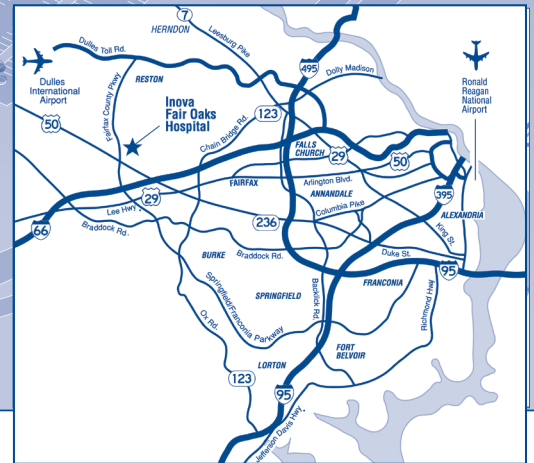 7
HERNDON
Leesburg Pike
Dulles Toll Rd.
495
Dolly Madison
Dulles
International
Airport
RESTON
Fairfax County Pkwy
Ronald
Reagan
National
Airport
Inova
Fair Oaks
Hospital
50
123
Chain Bridge Rd.
FALLS
CHURCH
29
50
FAIRFAX
Arlington Blvd.
ANNANDALE
395
29
Lee Hwy.
Columbia Pike
ALEXANDRIA
66
Braddock Rd.
236
King St.
BURKE
Braddock Rd.
Duke St.
95
Springfield/Franconia Parkway
SPRINGFIELD
Backlick Rd.
FRANCONIA
Richmond Hwy
Ox Rd.
FORT
BELVOIR
LORTON
123
95
Jefferson Davis Hwy.